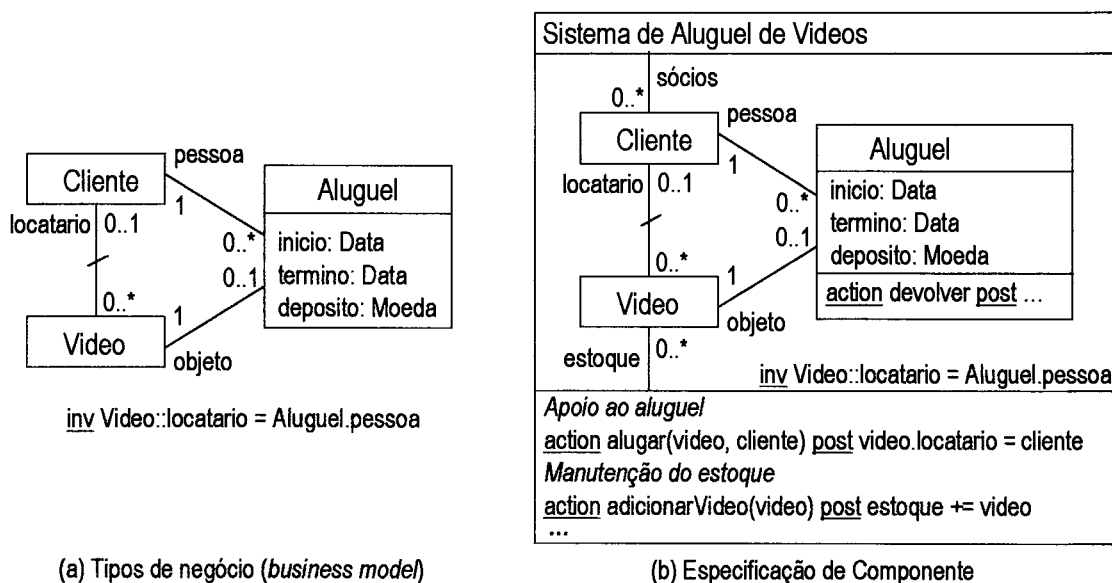 Cliente
pessoa
1
locatario
0..1
Aluguel
inicio: Data
termino: Data
deposito: Moeda
0..*
0..1
0..*
Video
1
objeto
inv Video::locatario = Aluguel.pessoa
(a) Tipos de negócio (business model)
Sistema de Aluguel de Videos
sócios
0..*
Cliente
pessoa
1
locatario
0..1
Aluguel
inicio: Data
termino: Data
deposito: Moeda
action devolver post ...
0..*
0..1
0..*
Video
1
objeto
estoque
0..*
inv Video::locatario = Aluguel.pessoa
Apoio ao aluguel
action alugar(video, cliente) post video.locatario = cliente
Manutenção do estoque
action adicionarVideo(video) post estoque += video
...
(b) Especificação de Componente